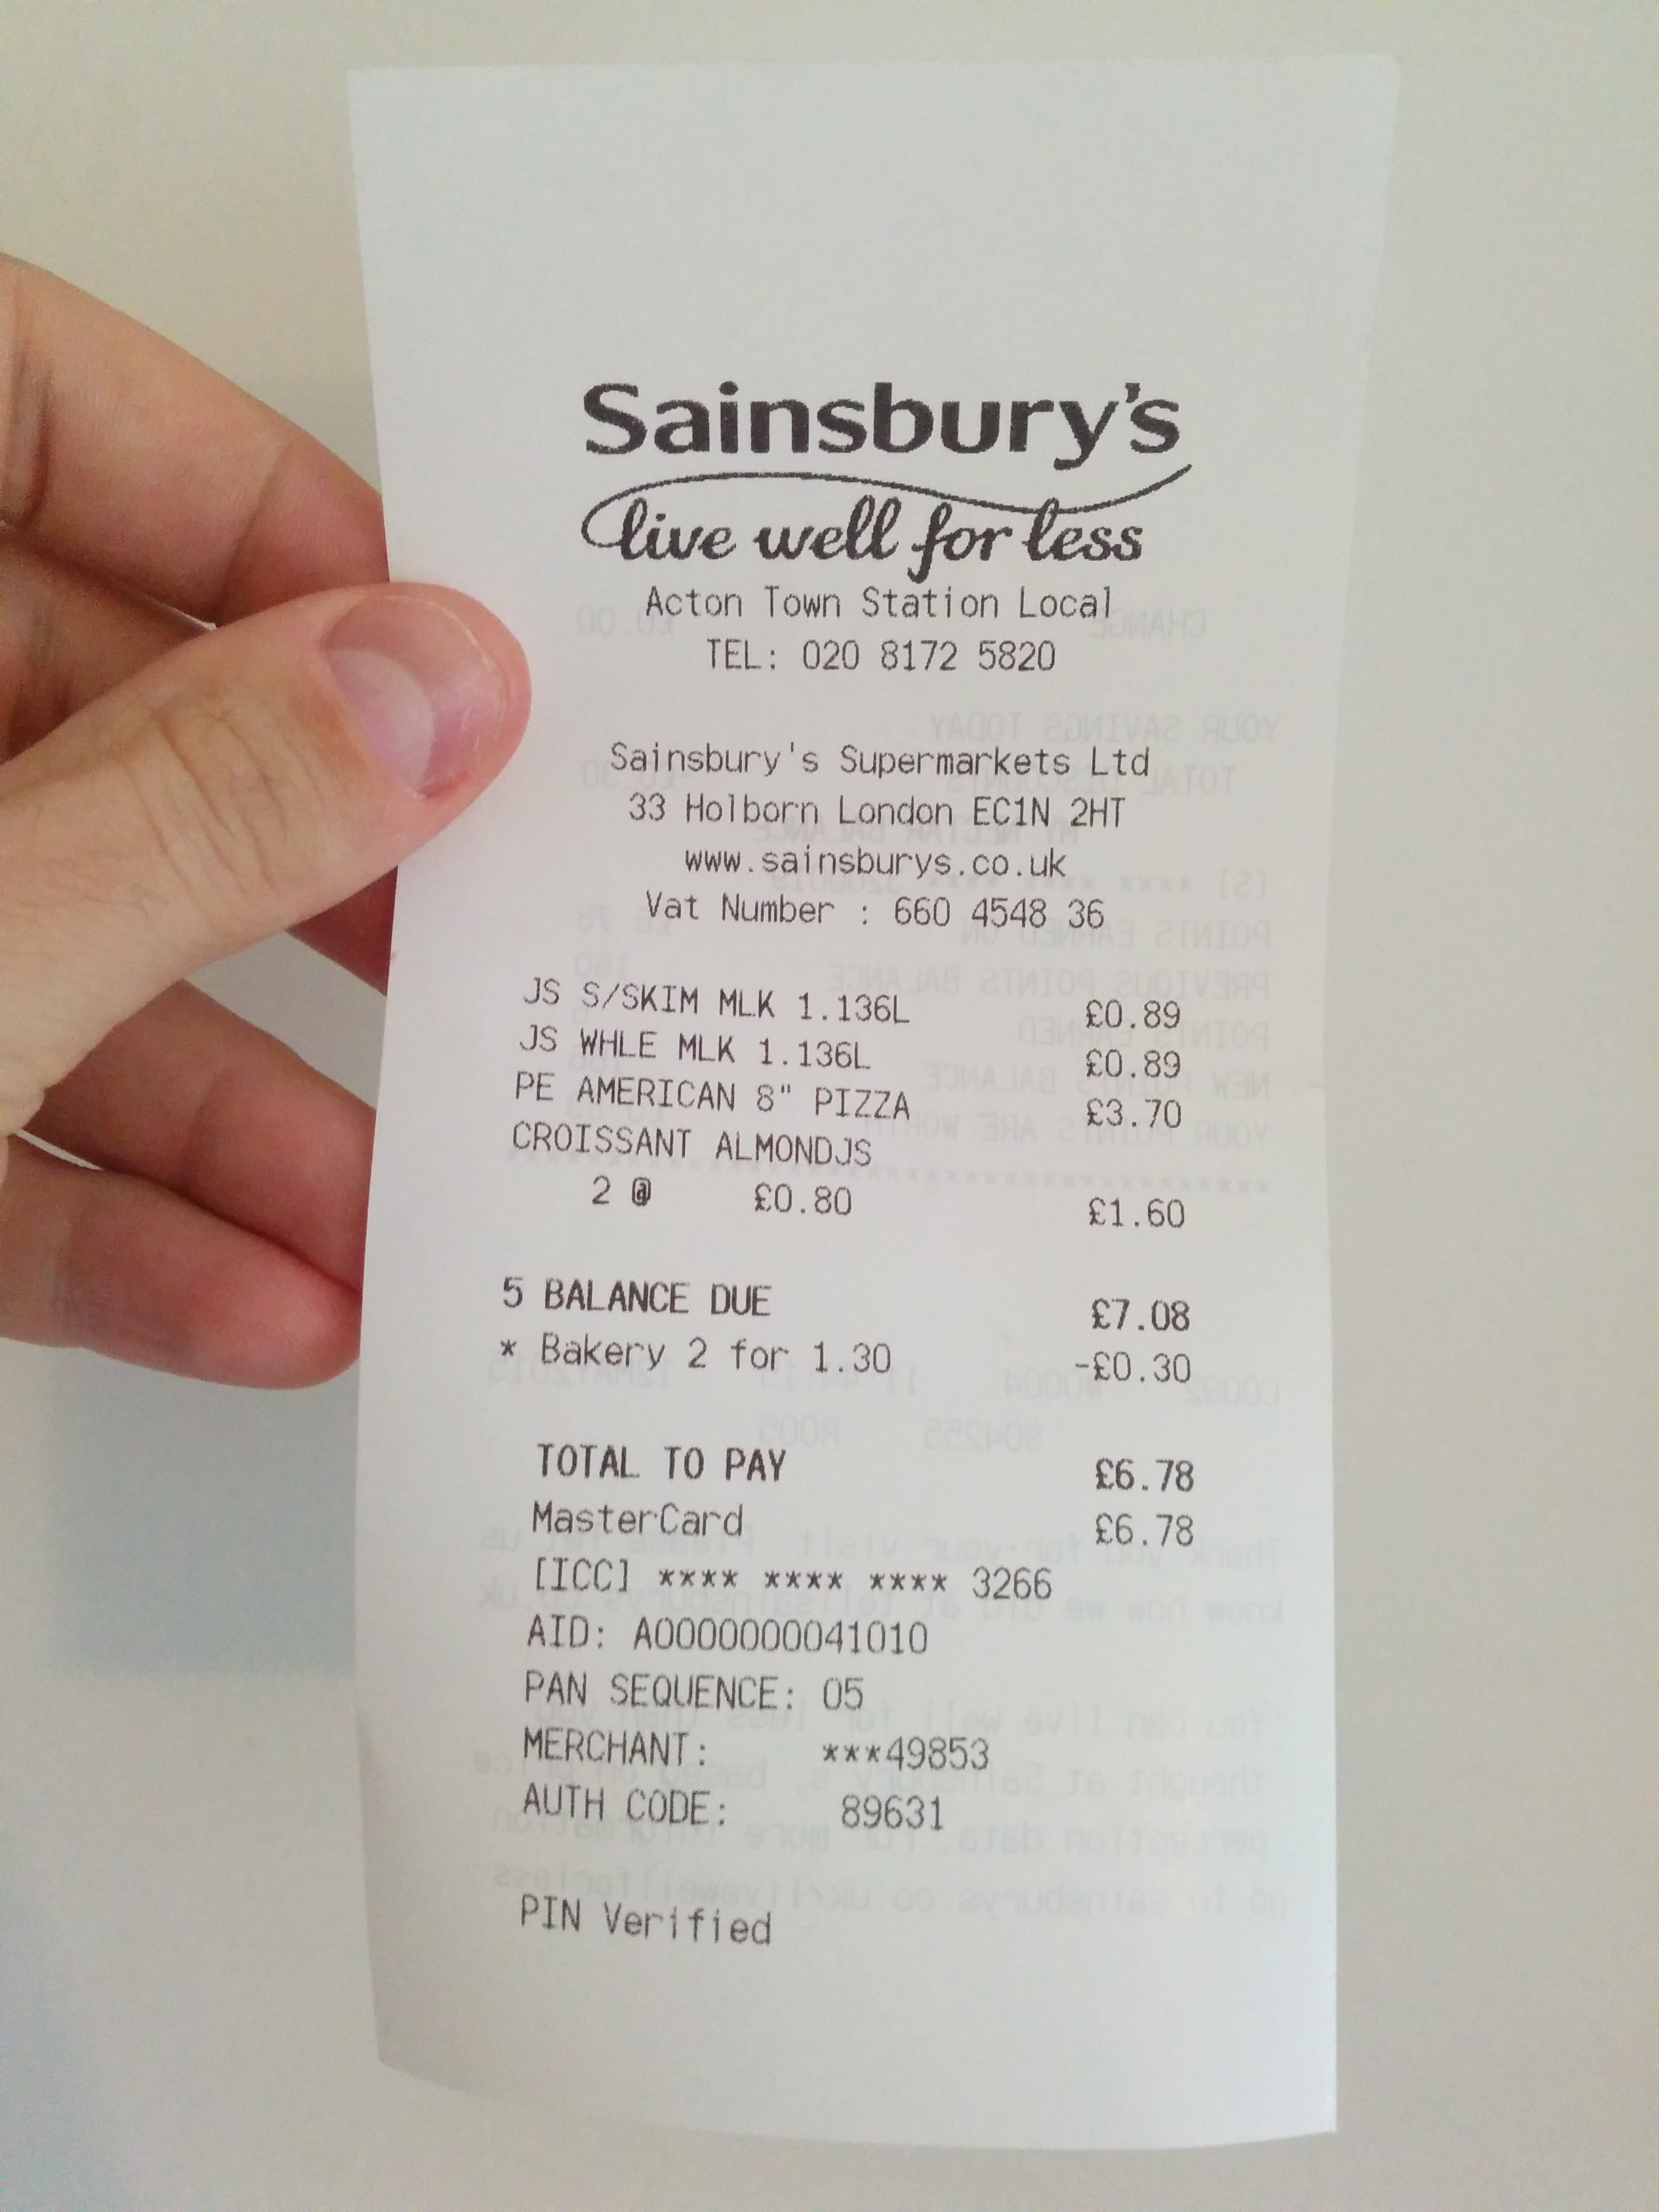 Sainsbury's
live well for less
Acton Town Station Local
TEL: 020 8172 5820
Sainsbury's Supermarkets Ltd
33 Holborn London EC1N 2HT
www.sainsburys.co.uk
Vat Number : 660 4548 36
JS S/SKIM MLK 1.136L £0.89
JS WHLE MLK 1.136L £0.89
PE AMERICAN 8" PIZZA £3.70
CROISSANT ALMONDJS
2 @ £0.80 £1.60
5 BALANCE DUE £7.08
* Bakery 2 for 1.30 -£0.30
TOTAL TO PAY £6.78
MasterCard £6.78
[ICC] **** **** **** 3266
AID: A0000000041010
PAN SEQUENCE: 05
MERCHANT: ***49853
AUTH CODE: 89631
PIN Verified